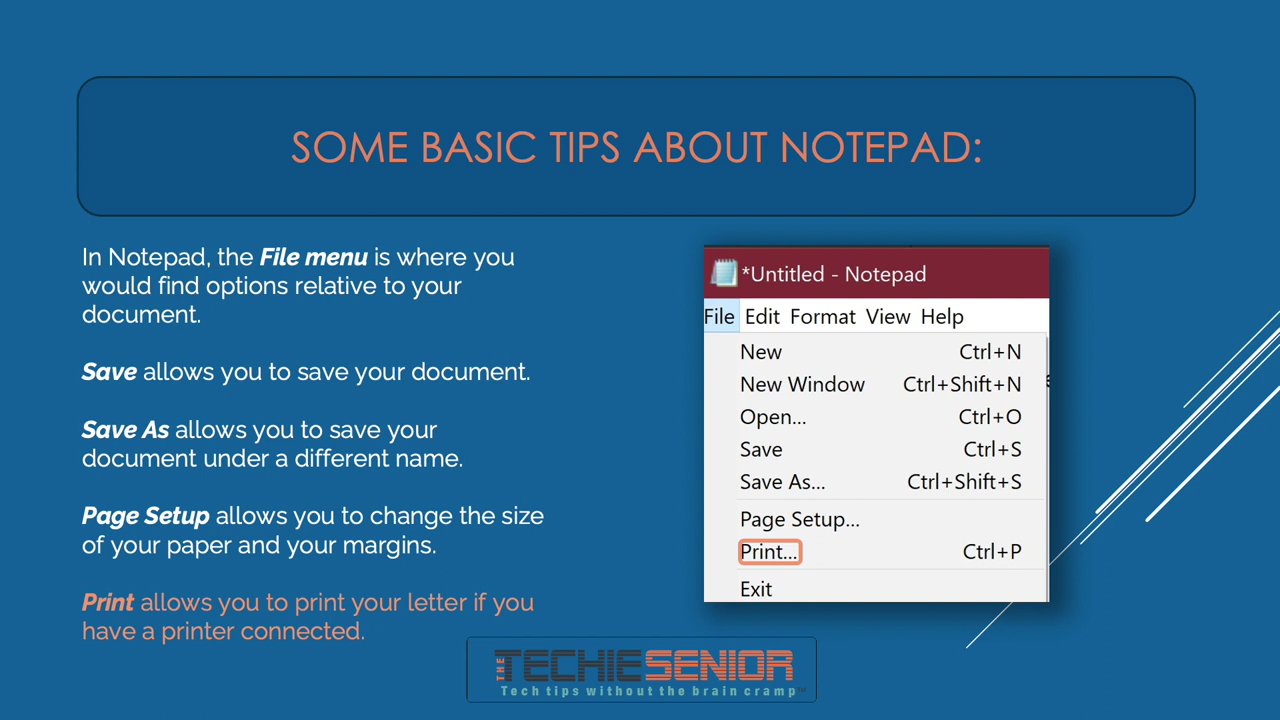 SOME BASIC TIPS ABOUT NOTEPAD:
In Notepad, the File menu is where you
would find options relative to your
document.
Save allows you to save your document.
Save As allows you to save your
document under a different name.
Page Setup allows you to change the size
of your paper and your margins.
Print allows you to print your letter if you
have a printer connected.
*Untitled - Notepad
File Edit Format View Help
New Ctrl+N
New Window Ctrl+Shift+N
Open... Ctrl+O
Save Ctrl+S
Save As... Ctrl+Shift+S
Page Setup...
Print... Ctrl+P
Exit
THE TECHIESENIOR
Tech tips without the brain cramp™